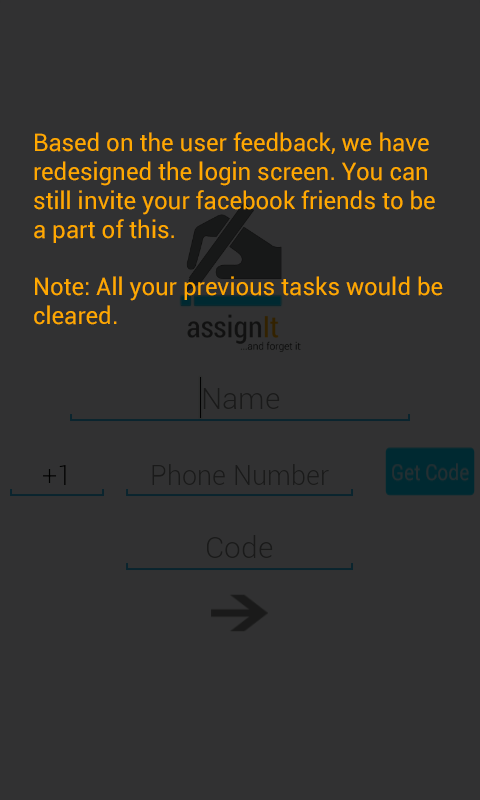 Based on the user feedback, we have
redesigned the login screen. You can
still invite your facebook friends to be
a part of this.
Note: All your previous tasks would be
cleared.
assignIt
...and forget it
Name
+1
Phone Number
Get Code
Code